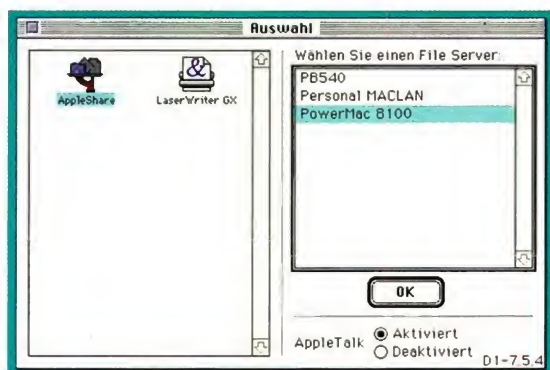 Auswahl
AppleShare
LaserWriter GX
Wählen Sie einen File Server:
PB540
Personal MACLAN
PowerMac 8100
OK
AppleTalk
Aktiviert
Deaktiviert
D1-7.5.4